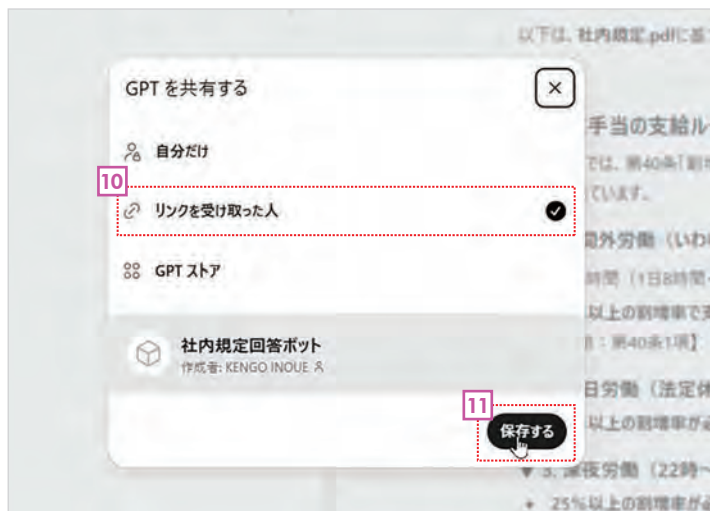 以下は、社内規定.pdfに基
GPT を共有する
手当の支給ル
自分だけ
では、第40条「割増
10
ています。
リンクを受け取った人
間外労働（いわ
GPT ストア
時間（1日8時間
以上の割増率で支
社内規定回答ボット
：第40条1項】
作成者: KENGO INOUE
日労働（法定休
11
以上の割増率が必
保存する
▼ 3. 深夜労働（22時～
25%以上の割増率が必